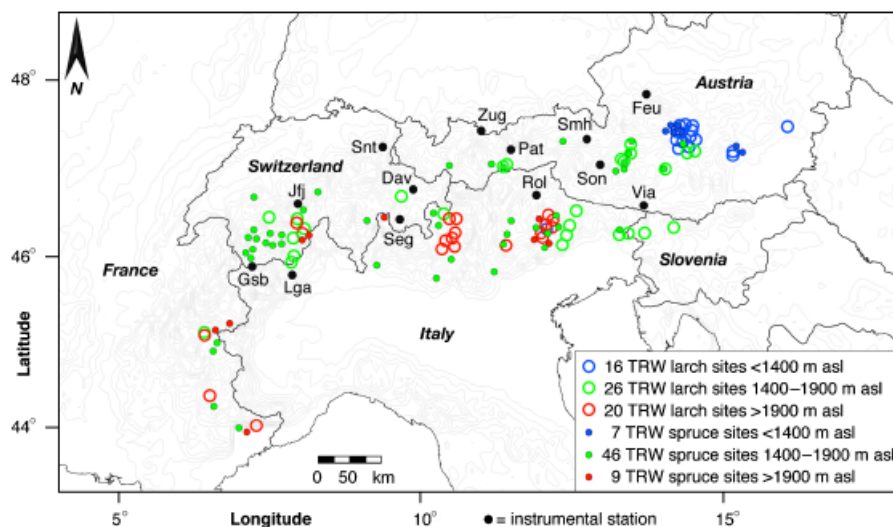 48°
46°
44°
Latitude
N
Austria
Feu
Zug
Smh
Snt
Pat
Switzerland
Son
Dav
Rol
Jfj
Via
Seg
France
Slovenia
Gsb
Lga
Italy
16 TRW larch sites <1400 m asl
26 TRW larch sites 1400–1900 m asl
20 TRW larch sites >1900 m asl
7 TRW spruce sites <1400 m asl
46 TRW spruce sites 1400–1900 m asl
9 TRW spruce sites >1900 m asl
0 50
km
5° Longitude 10° 15°
= instrumental station